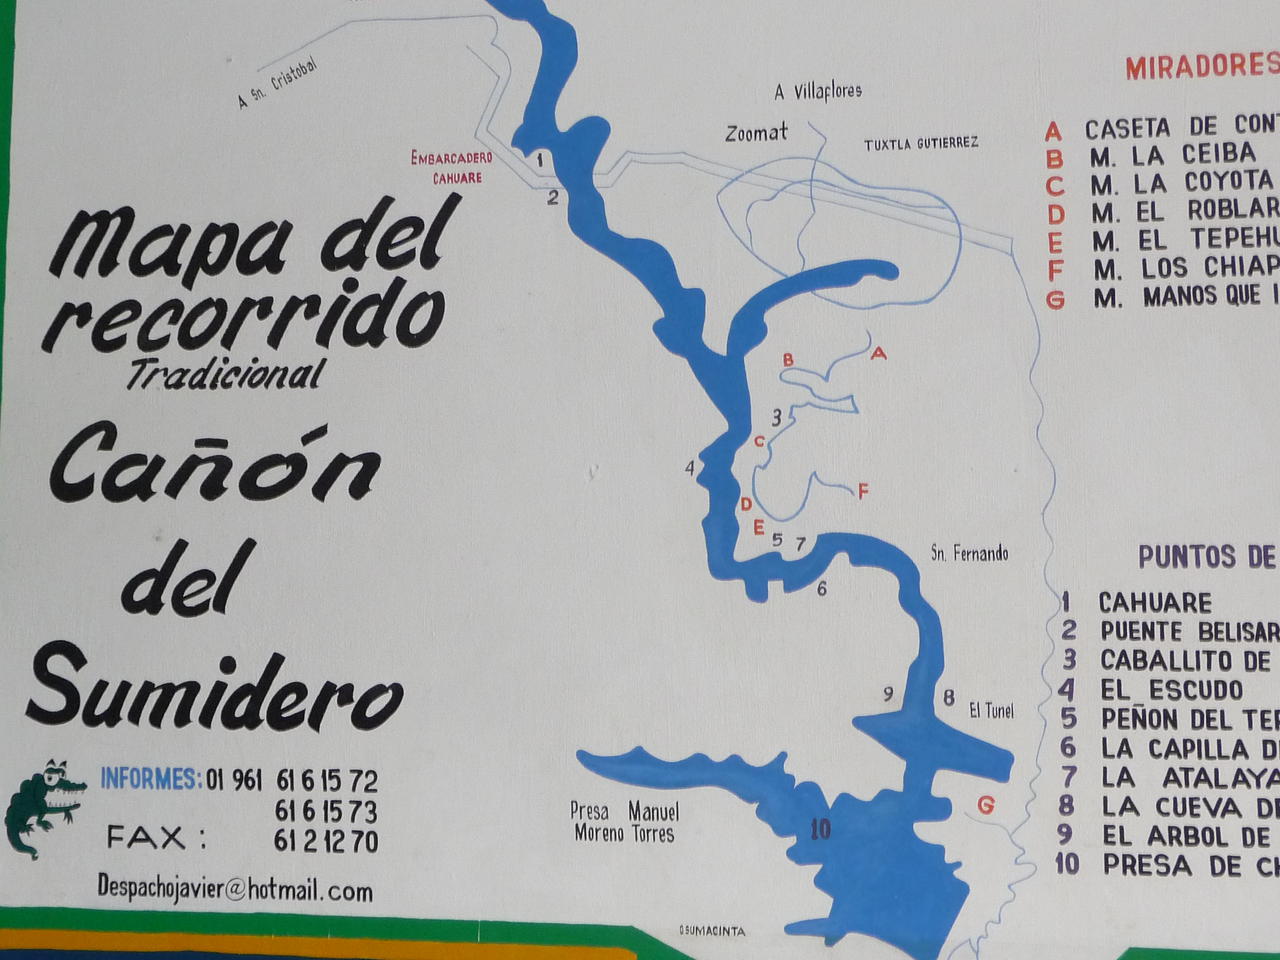 A Sn. Cristobal
EMBARCADERO
CAHUARE
1
2
A Villaflores
Zoomat
TUXTLA GUTIERREZ
Mapa del
recorrido
Tradicional
Cañón
del
Sumidero
INFORMES: 01 961 61 6 15 72
61 6 15 73
FAX : 61 2 12 70
Despachojavier@hotmail.com
B
A
3
C
4
D
F
E
5 7
6
Sn. Fernando
9
8
El Tunel
G
Presa Manuel
Moreno Torres
10
MIRADORES
A CASETA DE CONT
B M. LA CEIBA
C M. LA COYOTA
D M. EL ROBLAR
E M. EL TEPEHU
F M. LOS CHIAP
G M. MANOS QUE I
PUNTOS DE
1 CAHUARE
2 PUENTE BELISAR
3 CABALLITO DE
4 EL ESCUDO
5 PEÑON DEL TEP
6 LA CAPILLA DE
7 LA ATALAYA
8 LA CUEVA DE
9 EL ARBOL DE
10 PRESA DE CH